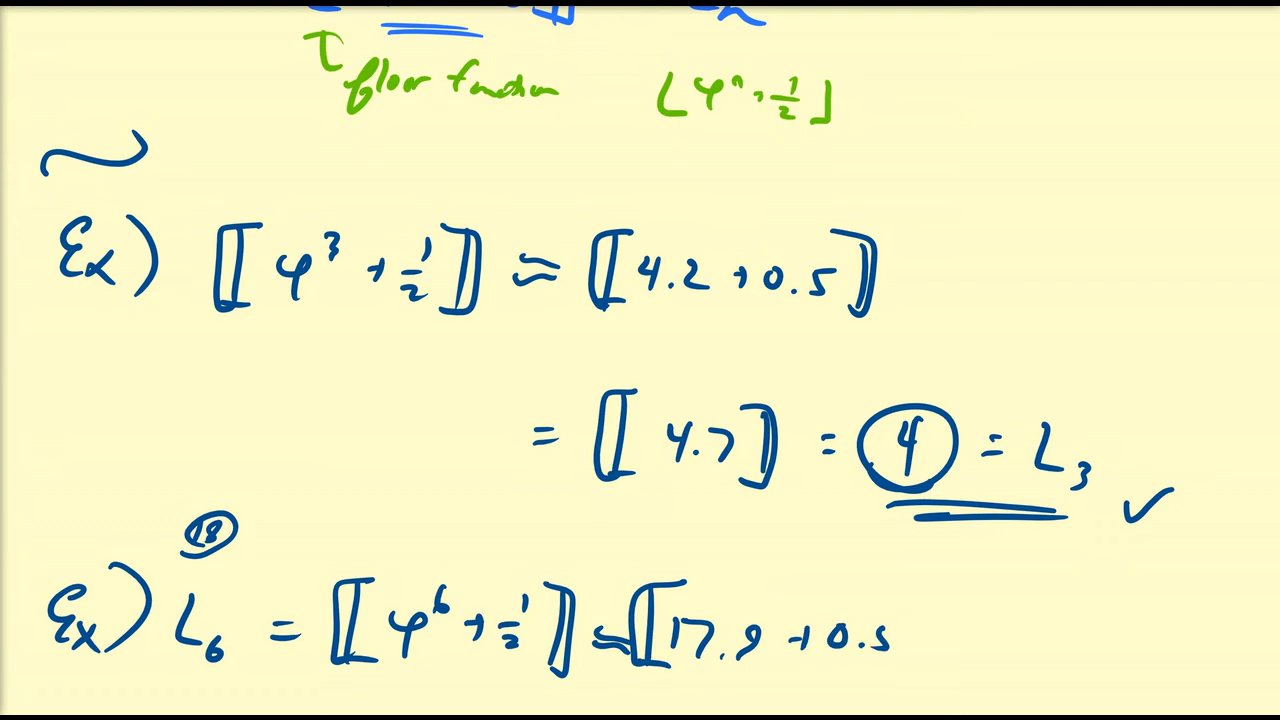 floor function ⌊φⁿ + 1/2⌋
Ex) ⟦φ³ + 1/2⟧ ≈ ⟦4.2 + 0.5⟧
= ⟦4.7⟧ = 4 = L₃ ✓
18
Ex) L₆ = ⟦φ⁶ + 1/2⟧ ≈ ⟦17.9 + 0.5